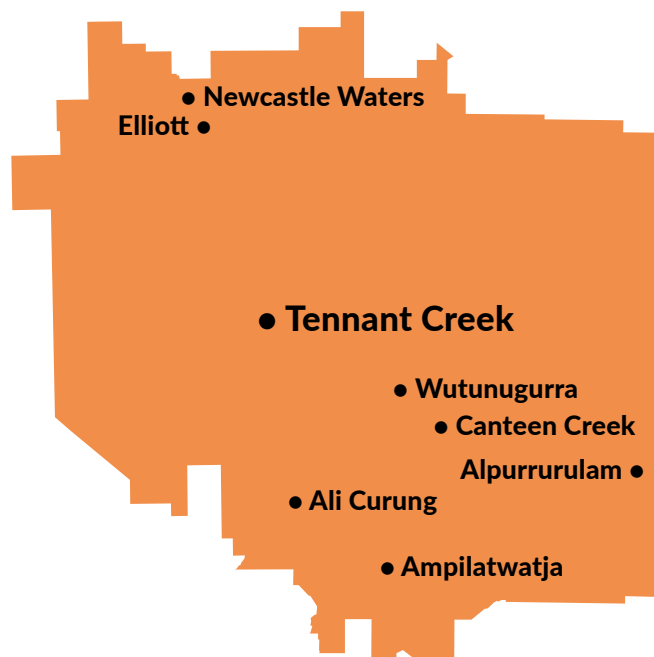 Newcastle Waters
Elliott
Tennant Creek
Wutunugurra
Canteen Creek
Alpurrurulam
Ali Curung
Ampilatwatja